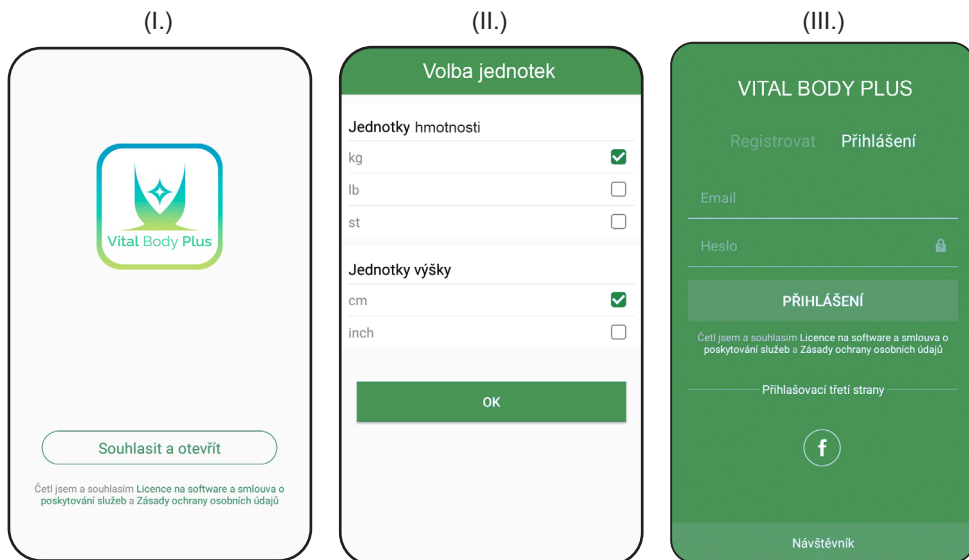 (I.)
Vital Body Plus
Souhlasit a otevřít
Četl jsem a souhlasím Licence na software a smlouva o
poskytování služeb a Zásady ochrany osobních údajů
(II.)
Volba jednotek
Jednotky hmotnosti
kg
lb
st
Jednotky výšky
cm
inch
OK
(III.)
VITAL BODY PLUS
Registrovat Přihlášení
Email
Heslo
PŘIHLÁŠENÍ
Četl jsem a souhlasím Licence na software a smlouva o
poskytování služeb a Zásady ochrany osobních údajů
Přihlašovací třetí strany
f
Návštěvník